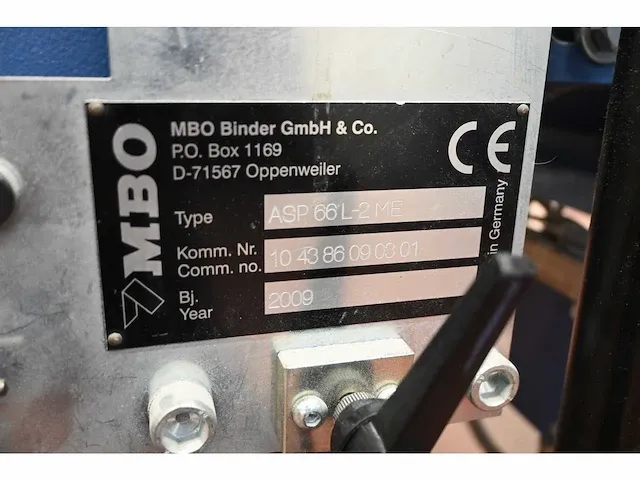 MBO
MBO Binder GmbH & Co.
P.O. Box 1169
D-71567 Oppenweiler
CE
Type ASP 66 L-2 ME
Komm. Nr.
Comm. no. 10 43 86 09 03 01
Bj.
Year 2009
in Germany